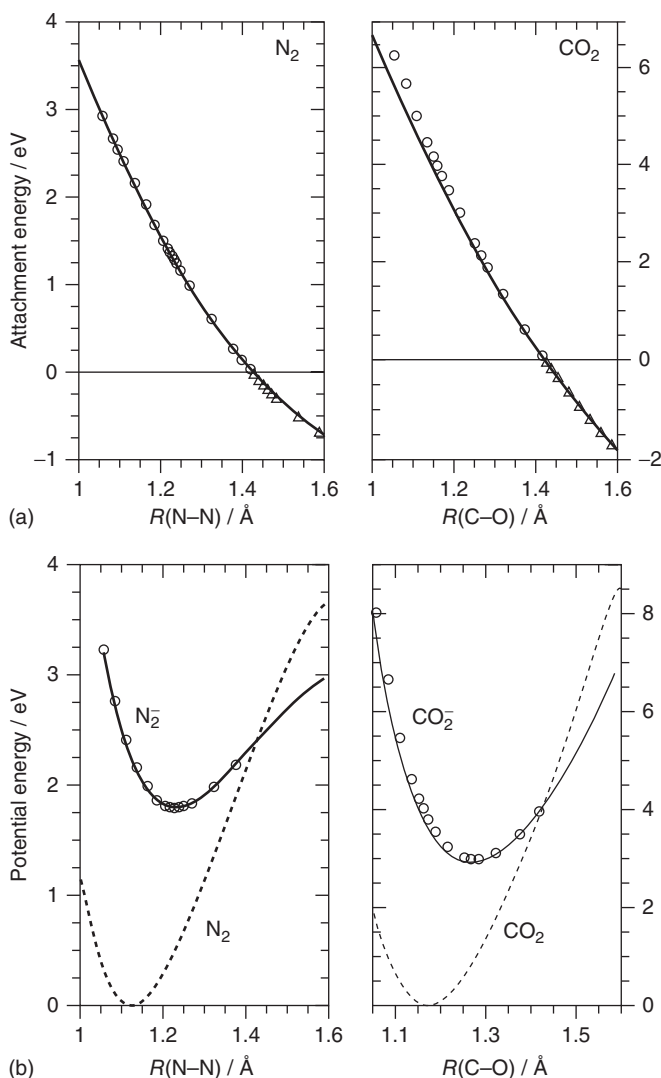 N₂
CO₂
4
3
2
1
0
−1
Attachment energy / eV
6
4
2
0
−2
1 1.2 1.4 1.6
1 1.2 1.4 1.6
(a)
R(N–N) / Å
R(C–O) / Å
4
3
2
1
0
Potential energy / eV
8
6
4
2
0
N₂⁻
CO₂⁻
N₂
CO₂
1 1.2 1.4 1.6
1.1 1.3 1.5
(b)
R(N–N) / Å
R(C–O) / Å